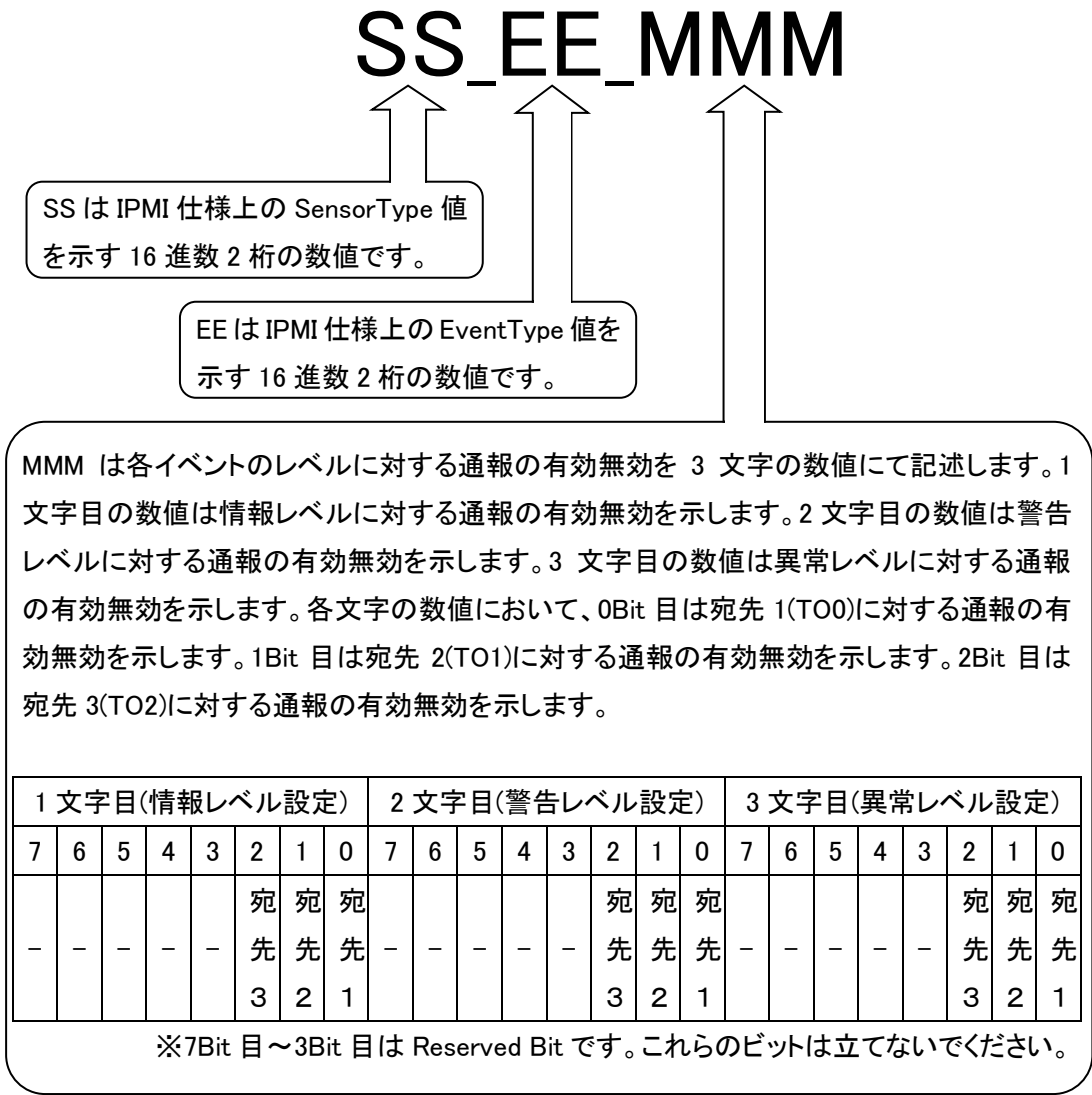 SS_EE_MMM
SS は IPMI 仕様上の SensorType 値
を示す 16 進数 2 桁の数値です。
EE は IPMI 仕様上の EventType 値を
示す 16 進数 2 桁の数値です。
MMM は各イベントのレベルに対する通報の有効無効を 3 文字の数値にて記述します。1
文字目の数値は情報レベルに対する通報の有効無効を示します。2 文字目の数値は警告
レベルに対する通報の有効無効を示します。3 文字目の数値は異常レベルに対する通報
の有効無効を示します。各文字の数値において、0Bit 目は宛先 1(TO0)に対する通報の有
効無効を示します。1Bit 目は宛先 2(TO1)に対する通報の有効無効を示します。2Bit 目は
宛先 3(TO2)に対する通報の有効無効を示します。
1 文字目(情報レベル設定) 2 文字目(警告レベル設定) 3 文字目(異常レベル設定)
7 6 5 4 3 2 1 0 7 6 5 4 3 2 1 0 7 6 5 4 3 2 1 0
- - - - - 宛先3 宛先2 宛先1 - - - - - 宛先3 宛先2 宛先1 - - - - - 宛先3 宛先2 宛先1
※7Bit 目～3Bit 目は Reserved Bit です。これらのビットは立てないでください。